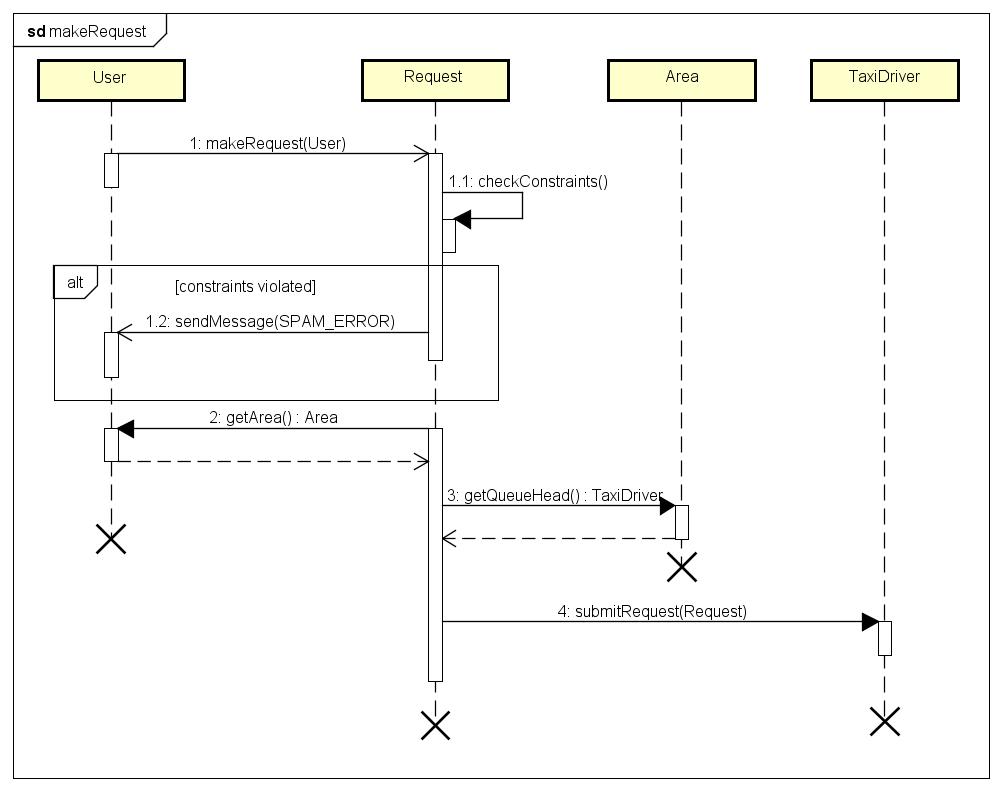 sd makeRequest
User
Request
Area
TaxiDriver
1: makeRequest(User)
1.1: checkConstraints()
alt
[constraints violated]
1.2: sendMessage(SPAM_ERROR)
2: getArea() : Area
3: getQueueHead() : TaxiDriver
4: submitRequest(Request)